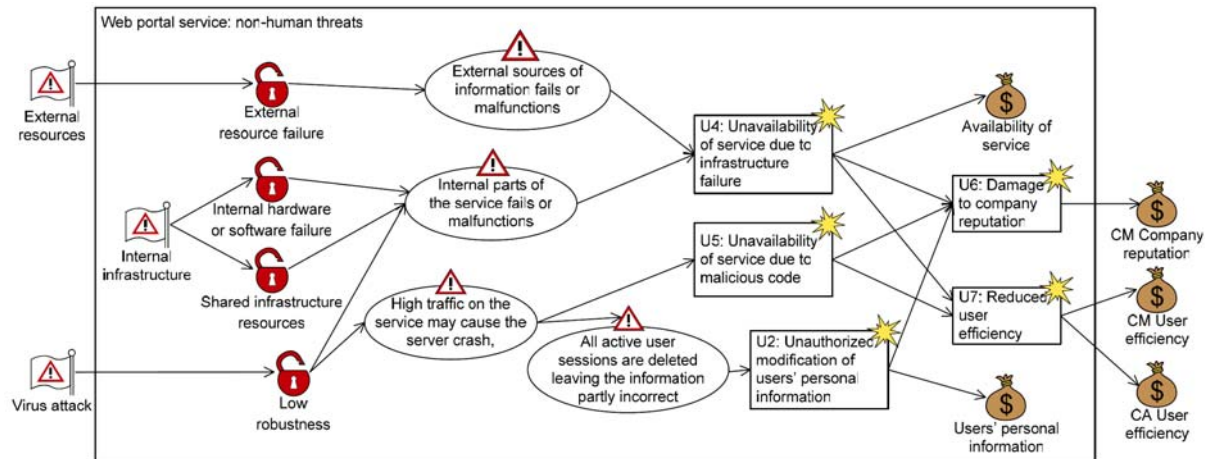 Web portal service: non-human threats
External
resources
External
resource failure
External sources of
information fails or
malfunctions
U4: Unavailability
of service due to
infrastructure
failure
$
Availability of
service
Internal
infrastructure
Internal hardware
or software failure
Shared infrastructure
resources
Internal parts of
the service fails or
malfunctions
U6: Damage
to company
reputation
$
CM Company
reputation
U5: Unavailability
of service due to
malicious code
High traffic on the
service may cause the
server crash,
U7: Reduced
user
efficiency
$
CM User
efficiency
Virus attack
Low
robustness
All active user
sessions are deleted
leaving the information
partly incorrect
U2: Unauthorized
modification of
users' personal
information
$
Users' personal
information
$
CA User
efficiency